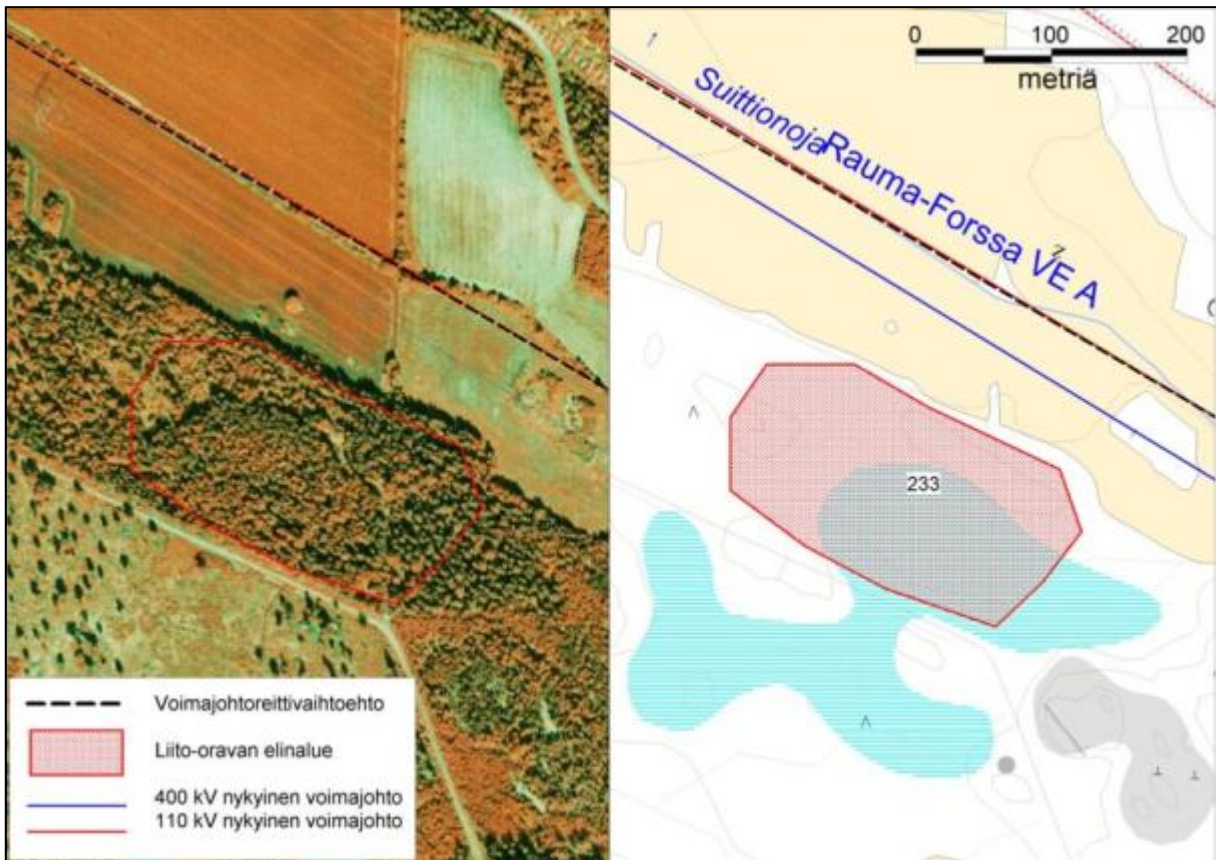 0 100 200
metriä
Suittionoja
Rauma-Forssa VE A
233
Voimajohtoreittivaihtoehto
Liito-oravan elinalue
400 kV nykyinen voimajohto
110 kV nykyinen voimajohto